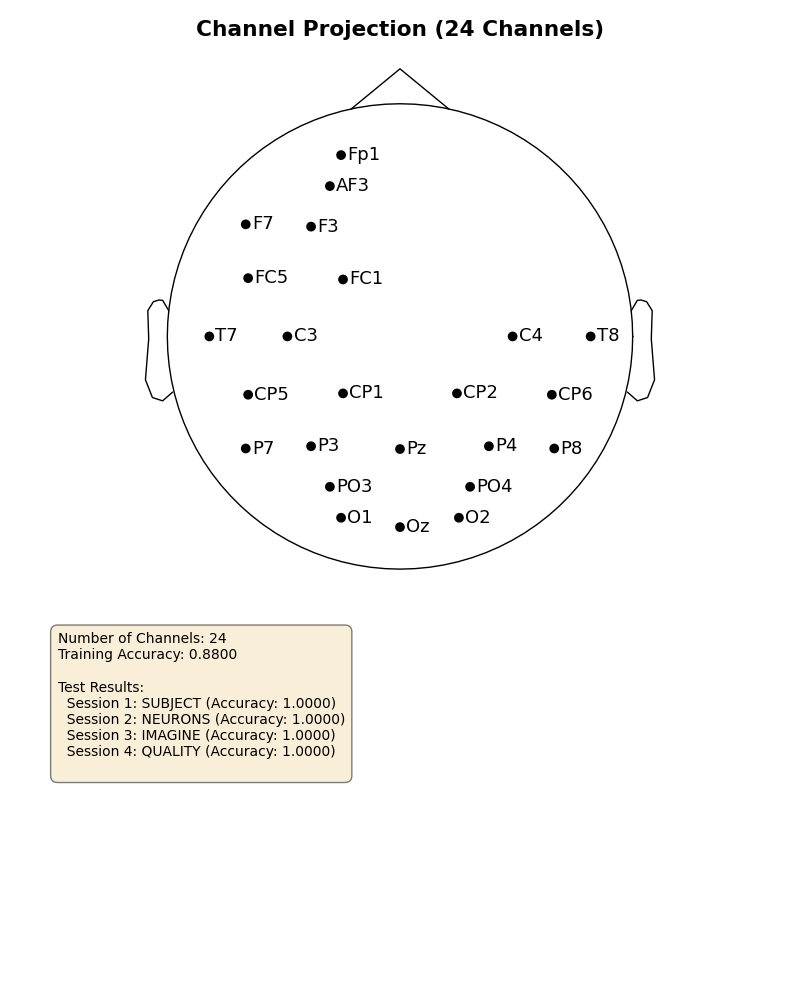 Channel Projection (24 Channels)
Fp1
AF3
F7 F3
FC5 FC1
T7 C3 C4 T8
CP5 CP1 CP2 CP6
P7 P3 Pz P4 P8
PO3 PO4
O1 Oz O2
Number of Channels: 24
Training Accuracy: 0.8800
Test Results:
Session 1: SUBJECT (Accuracy: 1.0000)
Session 2: NEURONS (Accuracy: 1.0000)
Session 3: IMAGINE (Accuracy: 1.0000)
Session 4: QUALITY (Accuracy: 1.0000)